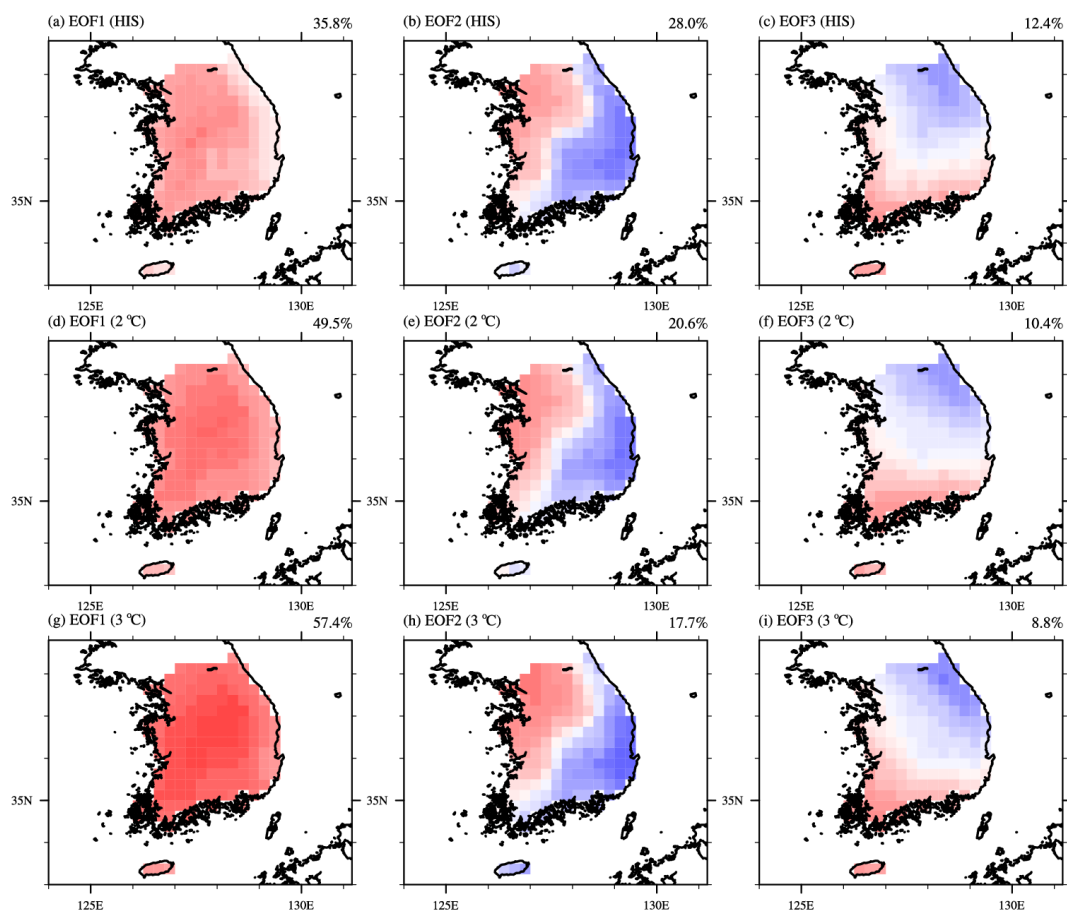 (a) EOF1 (HIS) 35.8% (b) EOF2 (HIS) 28.0% (c) EOF3 (HIS) 12.4%
35N 35N
125E 130E 125E 130E 125E 130E
(d) EOF1 (2 °C) 49.5% (e) EOF2 (2 °C) 20.6% (f) EOF3 (2 °C) 10.4%
35N 35N
125E 130E 125E 130E 125E 130E
(g) EOF1 (3 °C) 57.4% (h) EOF2 (3 °C) 17.7% (i) EOF3 (3 °C) 8.8%
35N 35N
125E 130E 125E 130E 125E 130E